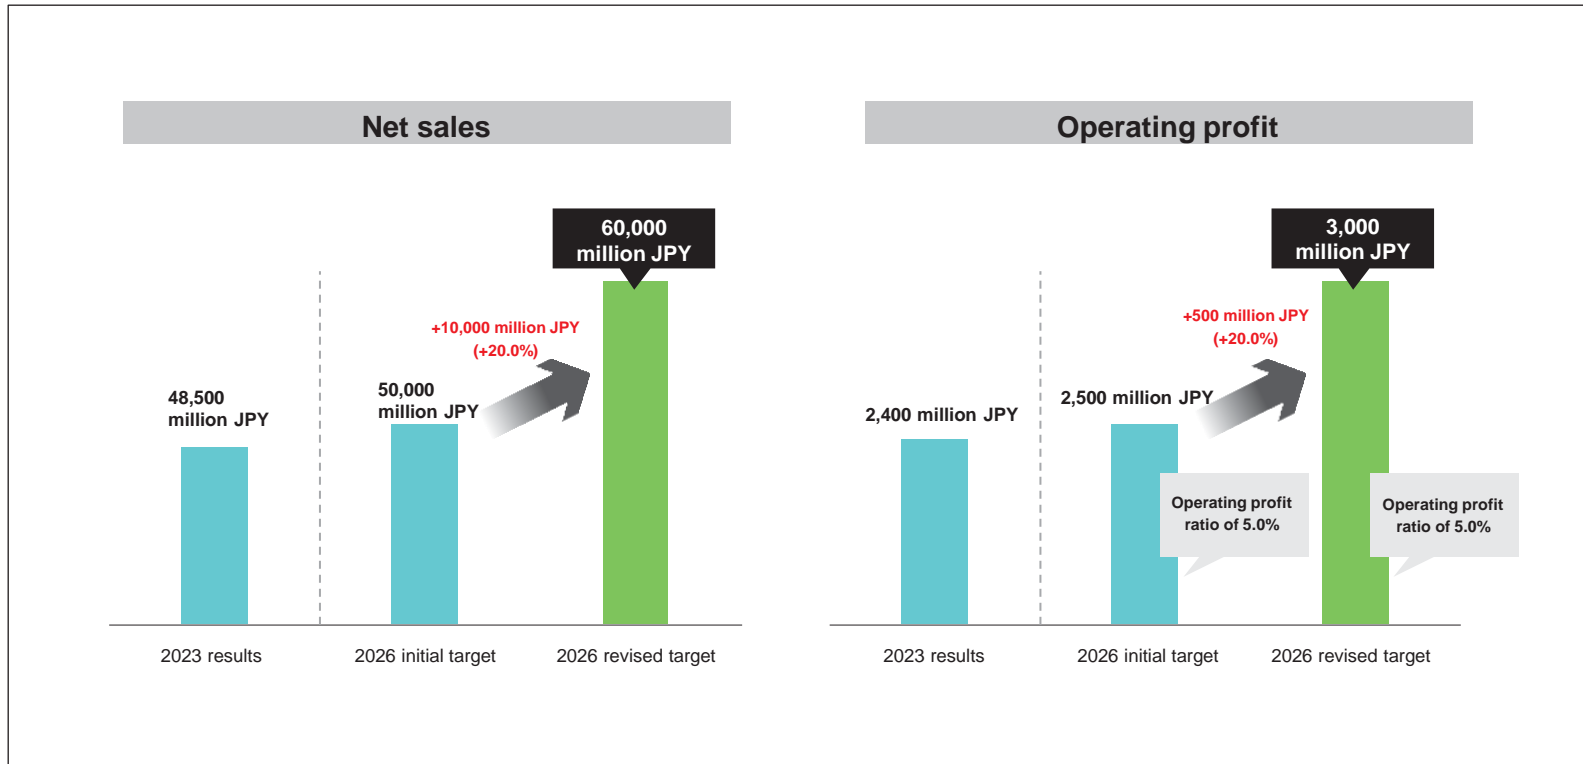 Net sales
60,000
million JPY
+10,000 million JPY
(+20.0%)
48,500
million JPY
50,000
million JPY
2023 results
2026 initial target
2026 revised target
Operating profit
3,000
million JPY
+500 million JPY
(+20.0%)
2,400 million JPY
2,500 million JPY
Operating profit
ratio of 5.0%
Operating profit
ratio of 5.0%
2023 results
2026 initial target
2026 revised target